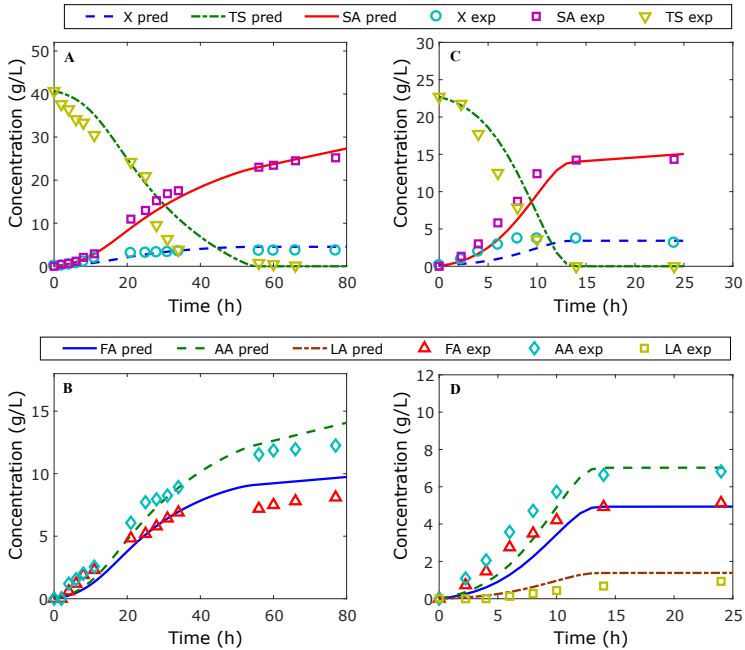 X pred TS pred SA pred X exp SA exp TS exp
A
Concentration (g/L)
50
40
30
20
10
0
0 20 40 60 80
Time (h)
C
Concentration (g/L)
30
25
20
15
10
5
0
0 5 10 15 20 25 30
Time (h)
FA pred AA pred LA pred FA exp AA exp LA exp
B
Concentration (g/L)
15
10
5
0
0 20 40 60 80
Time (h)
D
Concentration (g/L)
12
10
8
6
4
2
0
0 5 10 15 20 25
Time (h)